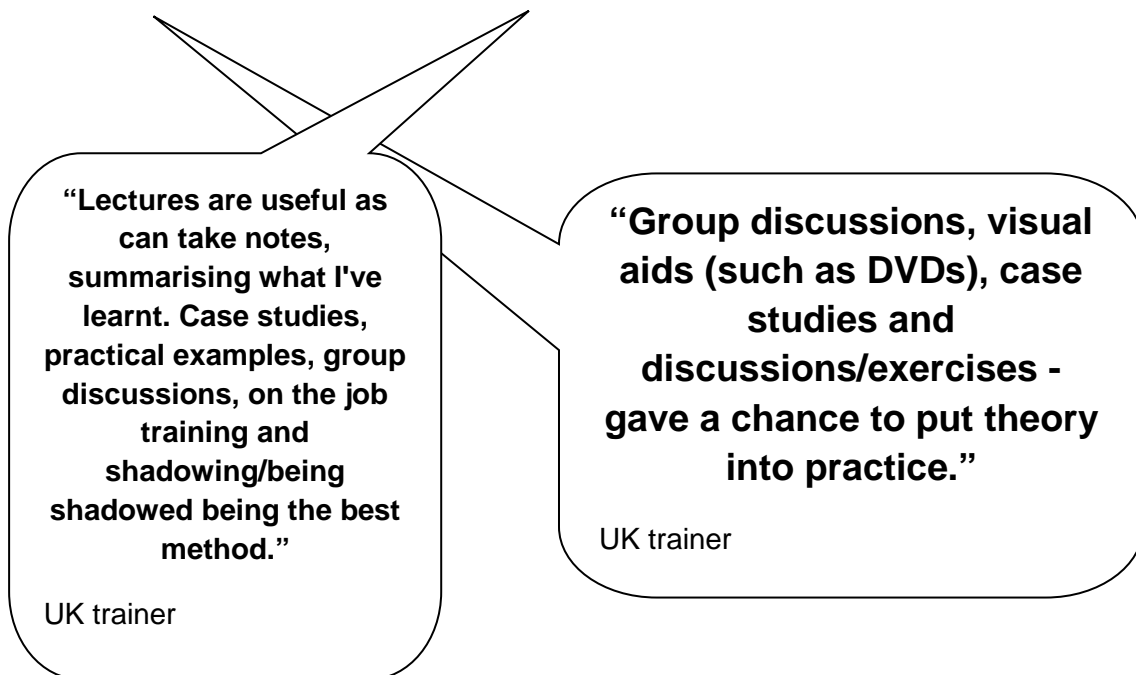 “Lectures are useful as
can take notes,
summarising what I've
learnt. Case studies,
practical examples, group
discussions, on the job
training and
shadowing/being
shadowed being the best
method.”
UK trainer
“Group discussions, visual
aids (such as DVDs), case
studies and
discussions/exercises -
gave a chance to put theory
into practice.”
UK trainer